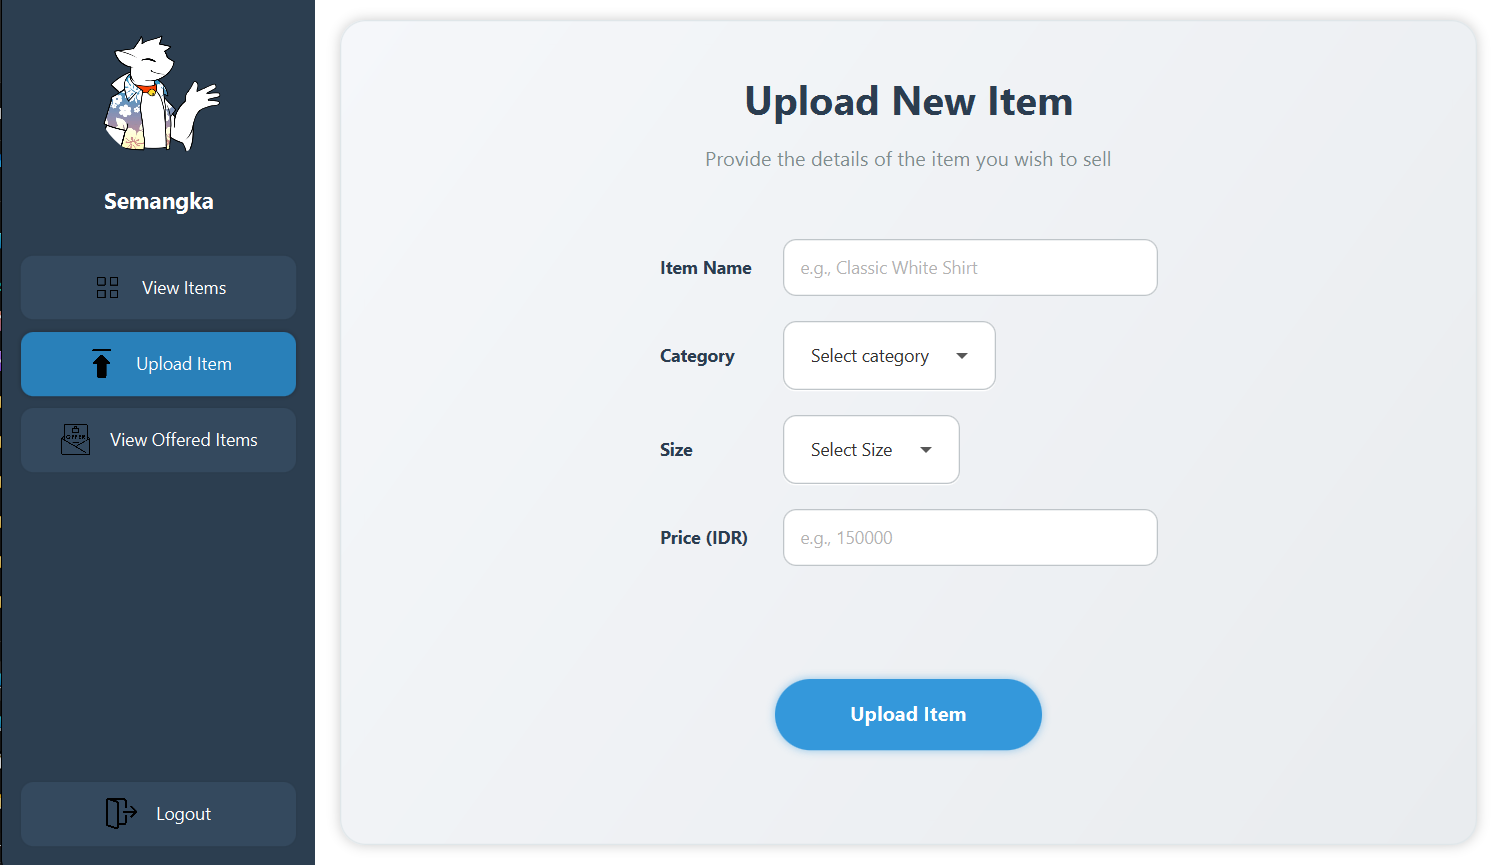 Semangka
View Items
Upload Item
OFFER
View Offered Items
Logout
Upload New Item
Provide the details of the item you wish to sell
Item Name
e.g., Classic White Shirt
Category
Select category
Size
Select Size
Price (IDR)
e.g., 150000
Upload Item